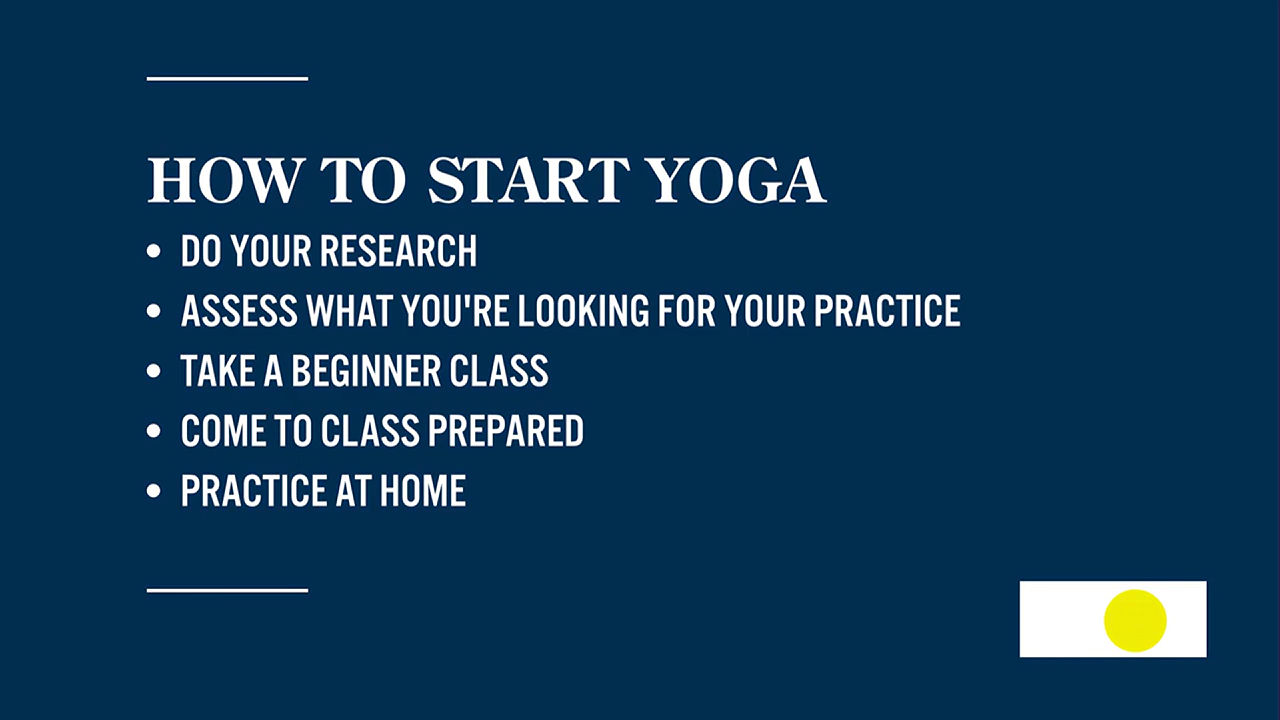 HOW TO START YOGA
• DO YOUR RESEARCH
• ASSESS WHAT YOU'RE LOOKING FOR YOUR PRACTICE
• TAKE A BEGINNER CLASS
• COME TO CLASS PREPARED
• PRACTICE AT HOME